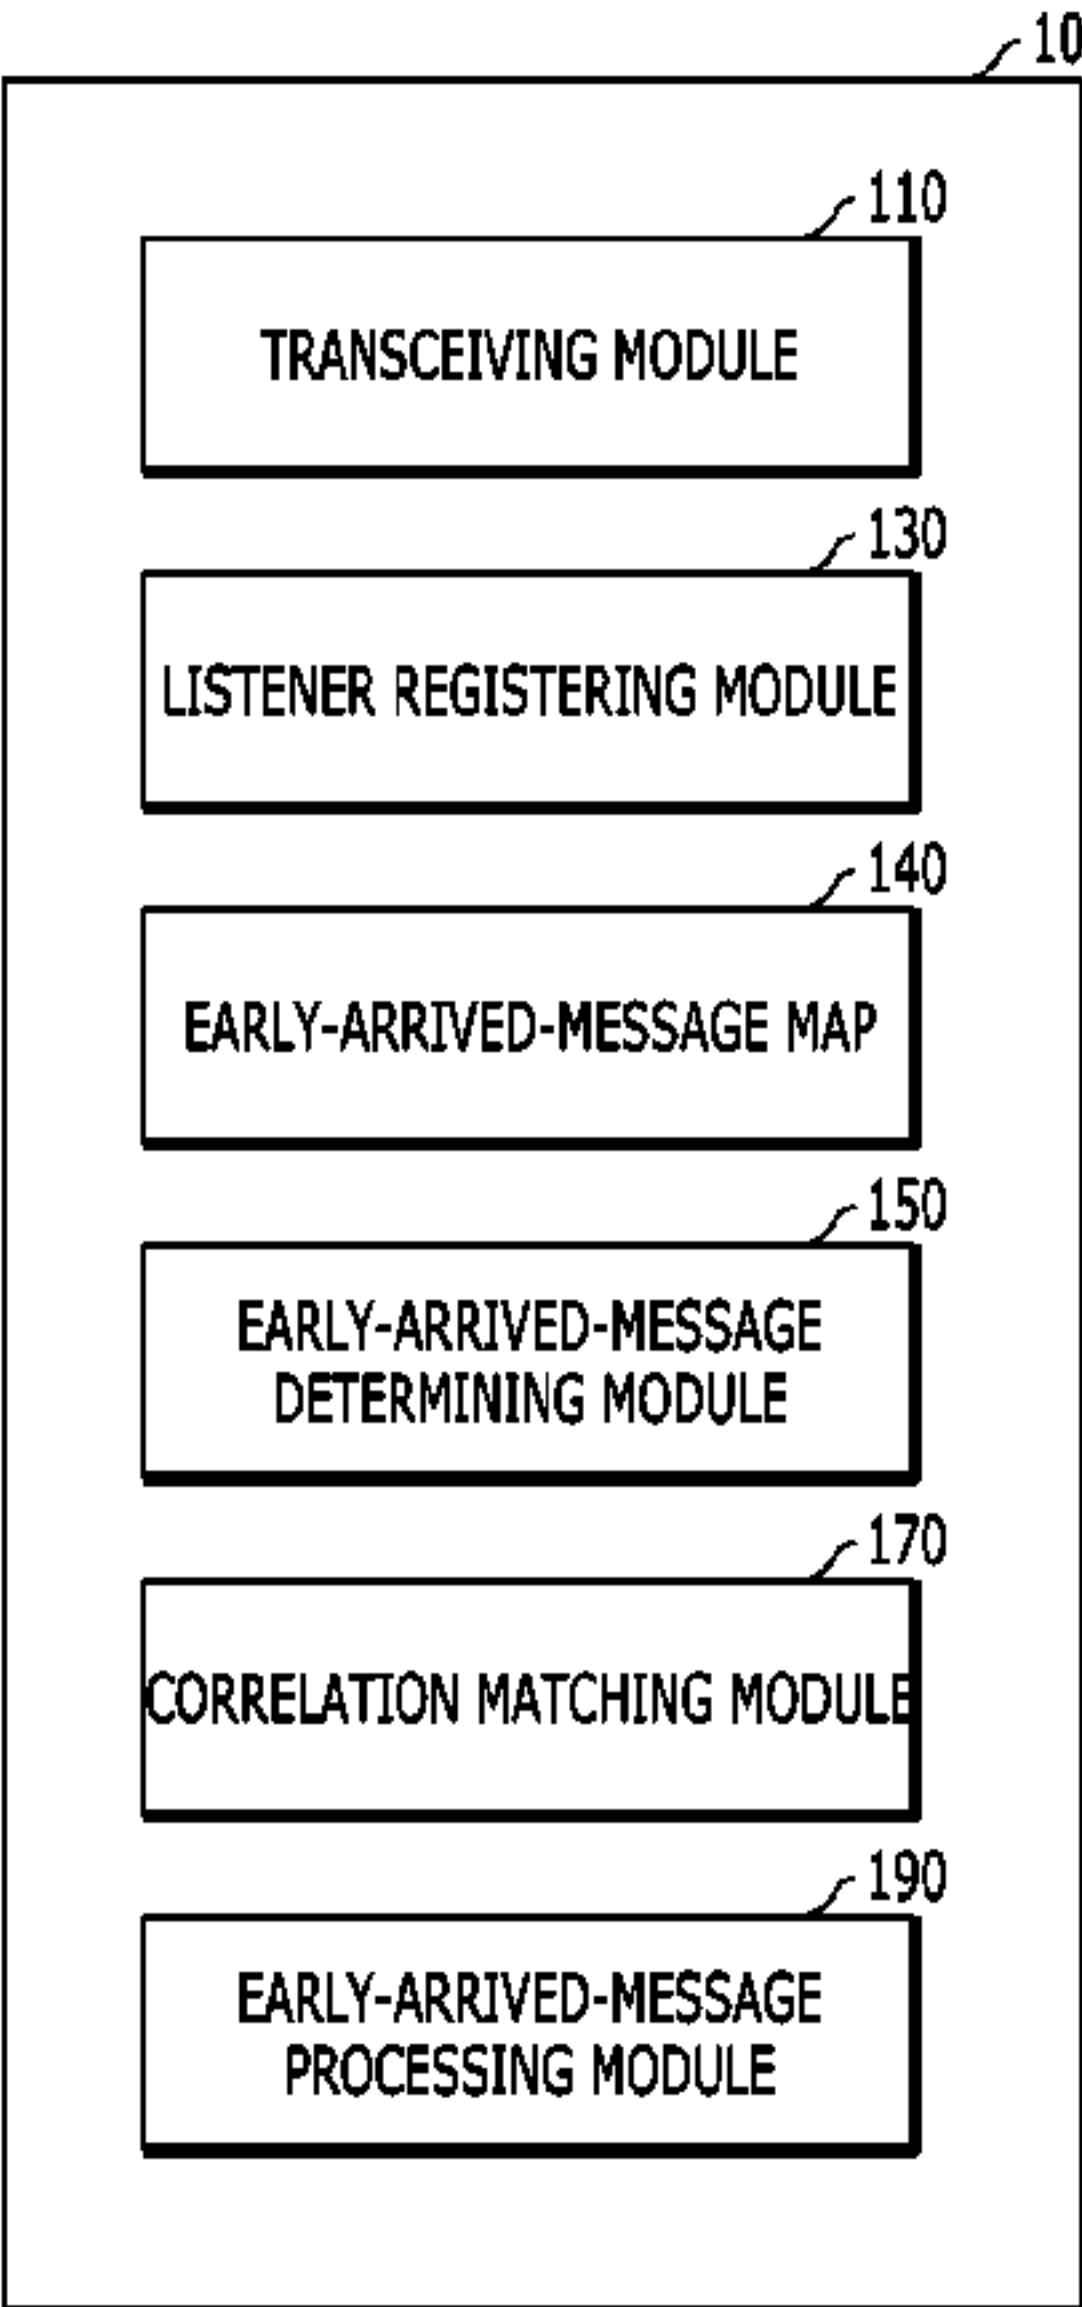 10
110
TRANSCEIVING MODULE
130
LISTENER REGISTERING MODULE
140
EARLY-ARRIVED-MESSAGE MAP
150
EARLY-ARRIVED-MESSAGE
DETERMINING MODULE
170
CORRELATION MATCHING MODULE
190
EARLY-ARRIVED-MESSAGE
PROCESSING MODULE